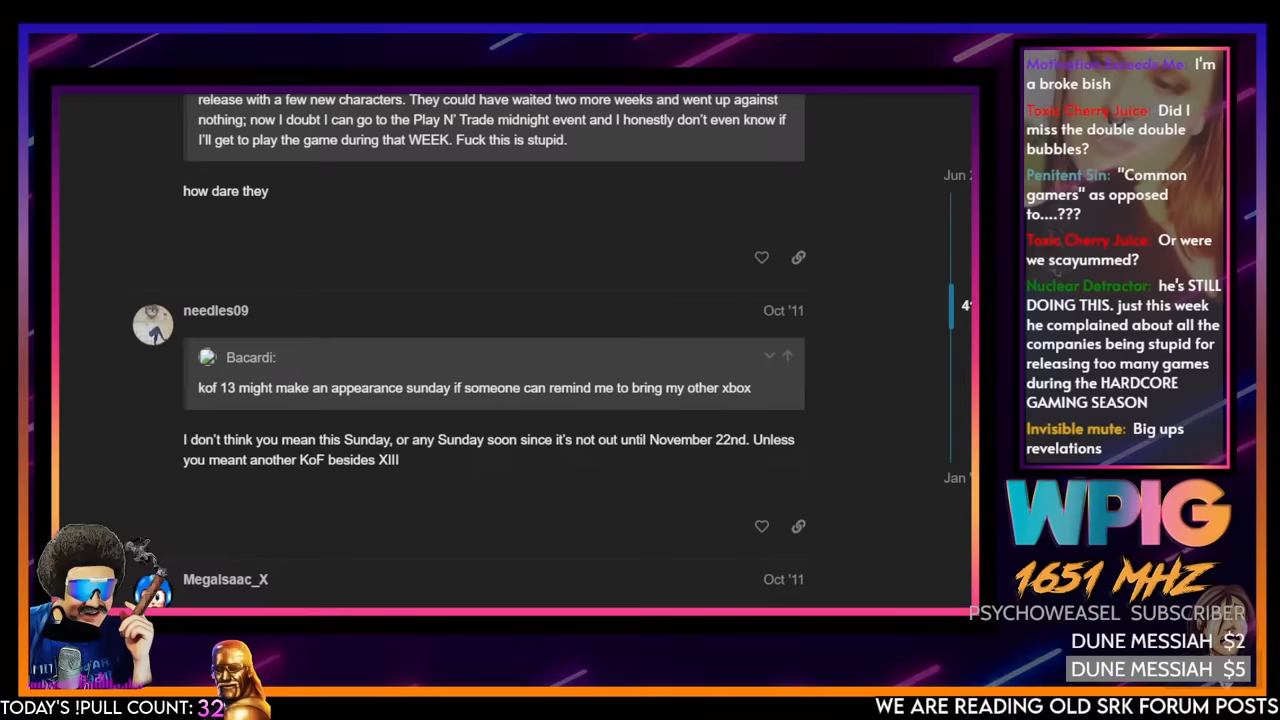 release with a few new characters. They could have waited two more weeks and went up against
nothing; now I doubt I can go to the Play N' Trade midnight event and I honestly don't even know if
I'll get to play the game during that WEEK. Fuck this is stupid.
how dare they
Jun 2
needles09
Oct '11
Bacardi:
kof 13 might make an appearance sunday if someone can remind me to bring my other xbox
I don't think you mean this Sunday, or any Sunday soon since it's not out until November 22nd. Unless
you meant another KoF besides XIII
Jan '
MegaIsaac_X
Oct '11
Motivation Exceeds Me: I'm
a broke bish
Toxic Cherry Juice: Did I
miss the double double
bubbles?
Penitent Sin: "Common
gamers" as opposed
to....???
Toxic Cherry Juice: Or were
we scayummed?
Nuclear Detractor: he's STILL
DOING THIS. just this week
he complained about all the
companies being stupid for
releasing too many games
during the HARDCORE
GAMING SEASON
Invisible mute: Big ups
revelations
WPIG
1651 MHZ
PSYCHOWEASEL SUBSCRIBER
DUNE MESSIAH $2
DUNE MESSIAH $5
TODAY'S !PULL COUNT: 32
WE ARE READING OLD SRK FORUM POSTS